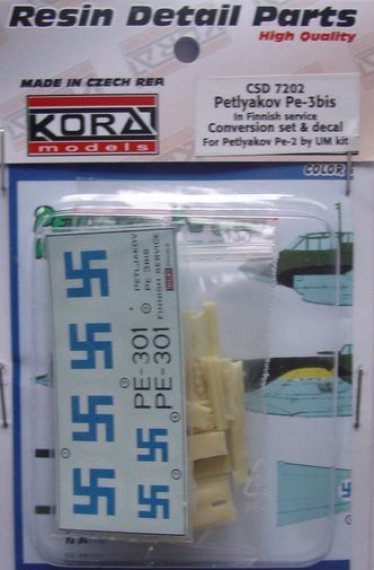 Resin Detail Parts
High Quality
MADE IN CZECH REP.
KORA
models
CSD 7202
Petlyakov Pe-3bis
In Finnish service
Conversion set & decal
For Petlyakov Pe-2 by UM kit
COLOR
PETLJAKOV
PE 3BIS
FINNISH SERVICE
PE-301
PE-301